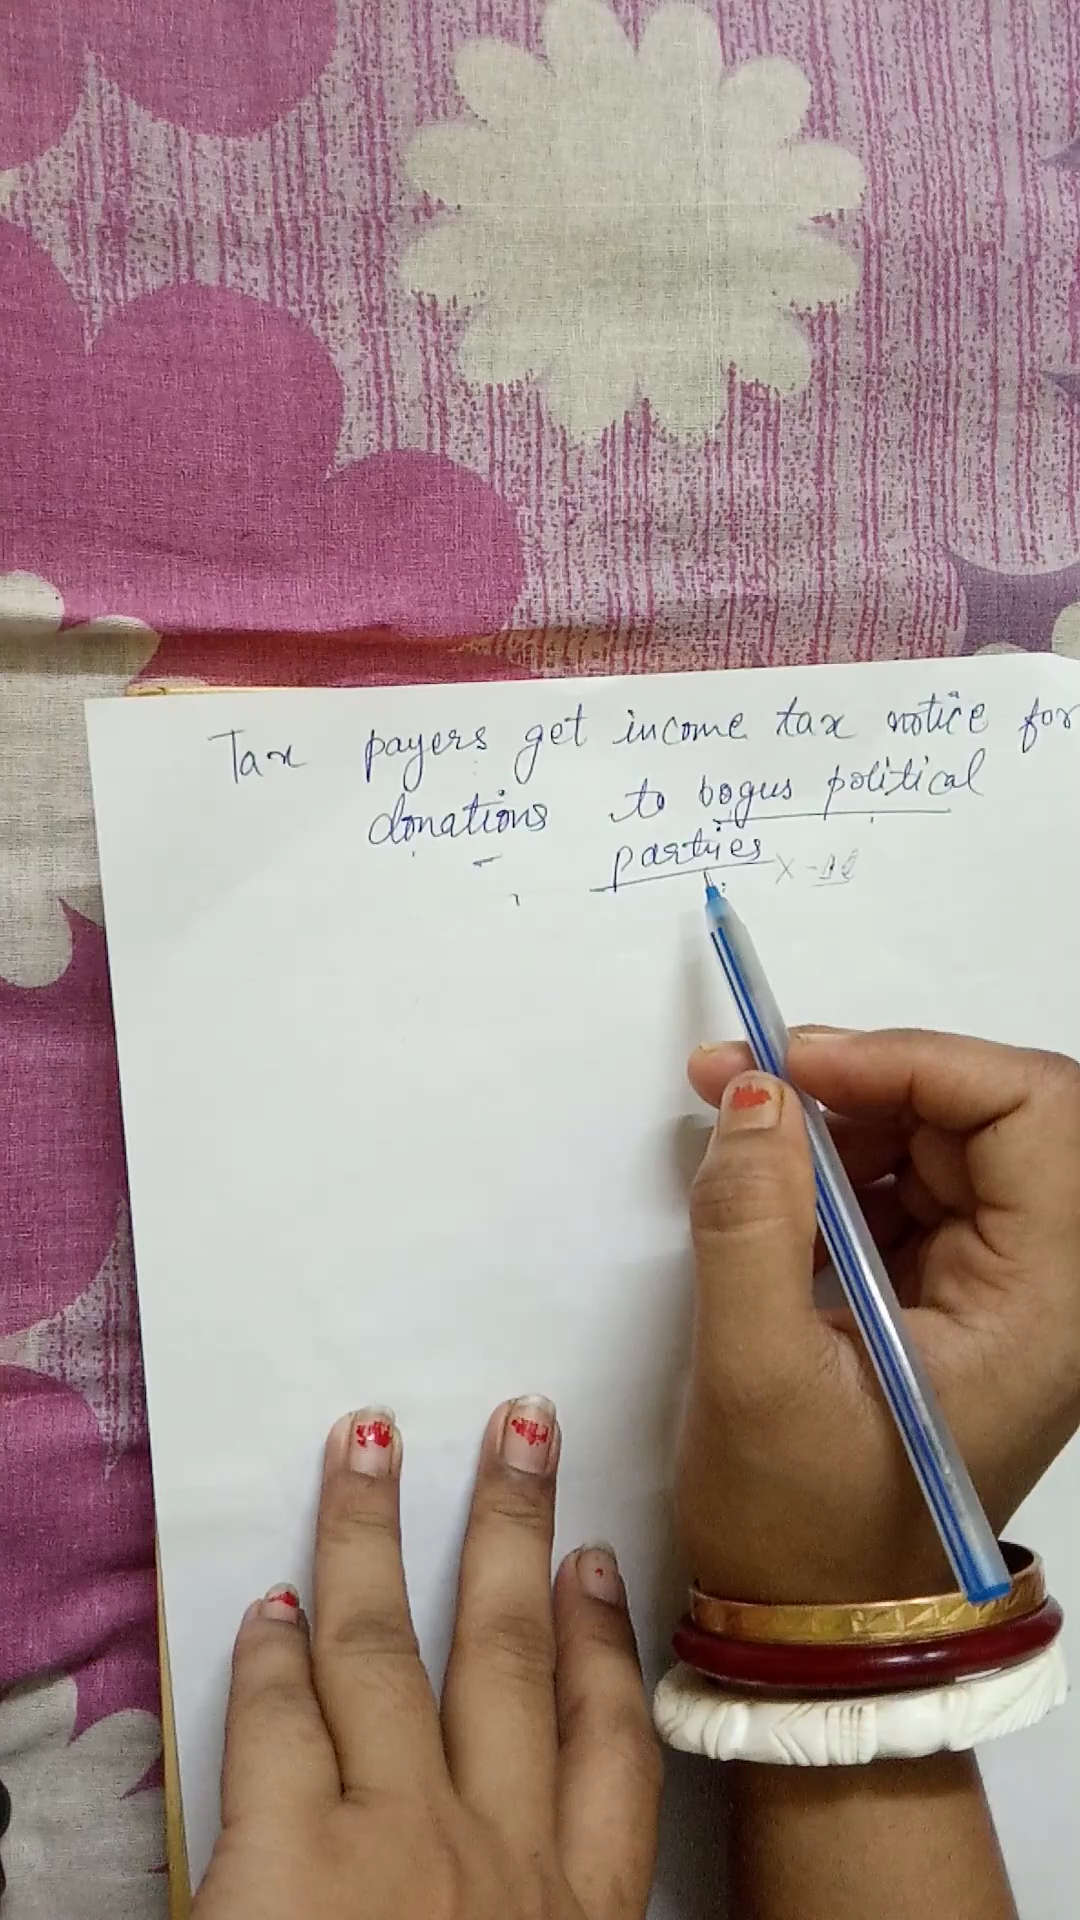 Tax payers get income tax notice for
donations to bogus political
parties X